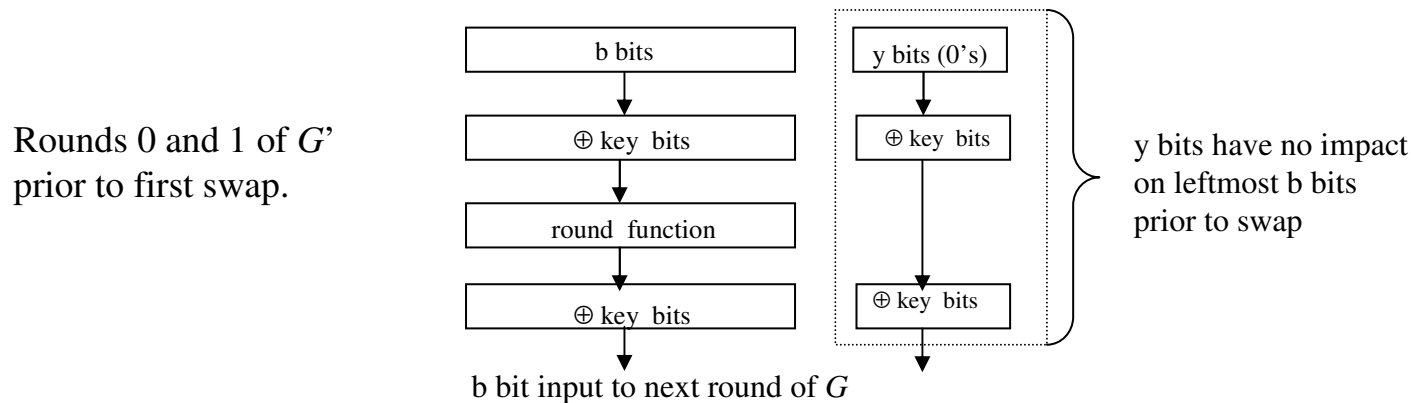 b bits
y bits (0's)
Rounds 0 and 1 of G'
prior to first swap.
⊕ key bits
⊕ key bits
y bits have no impact
on leftmost b bits
prior to swap
round function
⊕ key bits
⊕ key bits
b bit input to next round of G